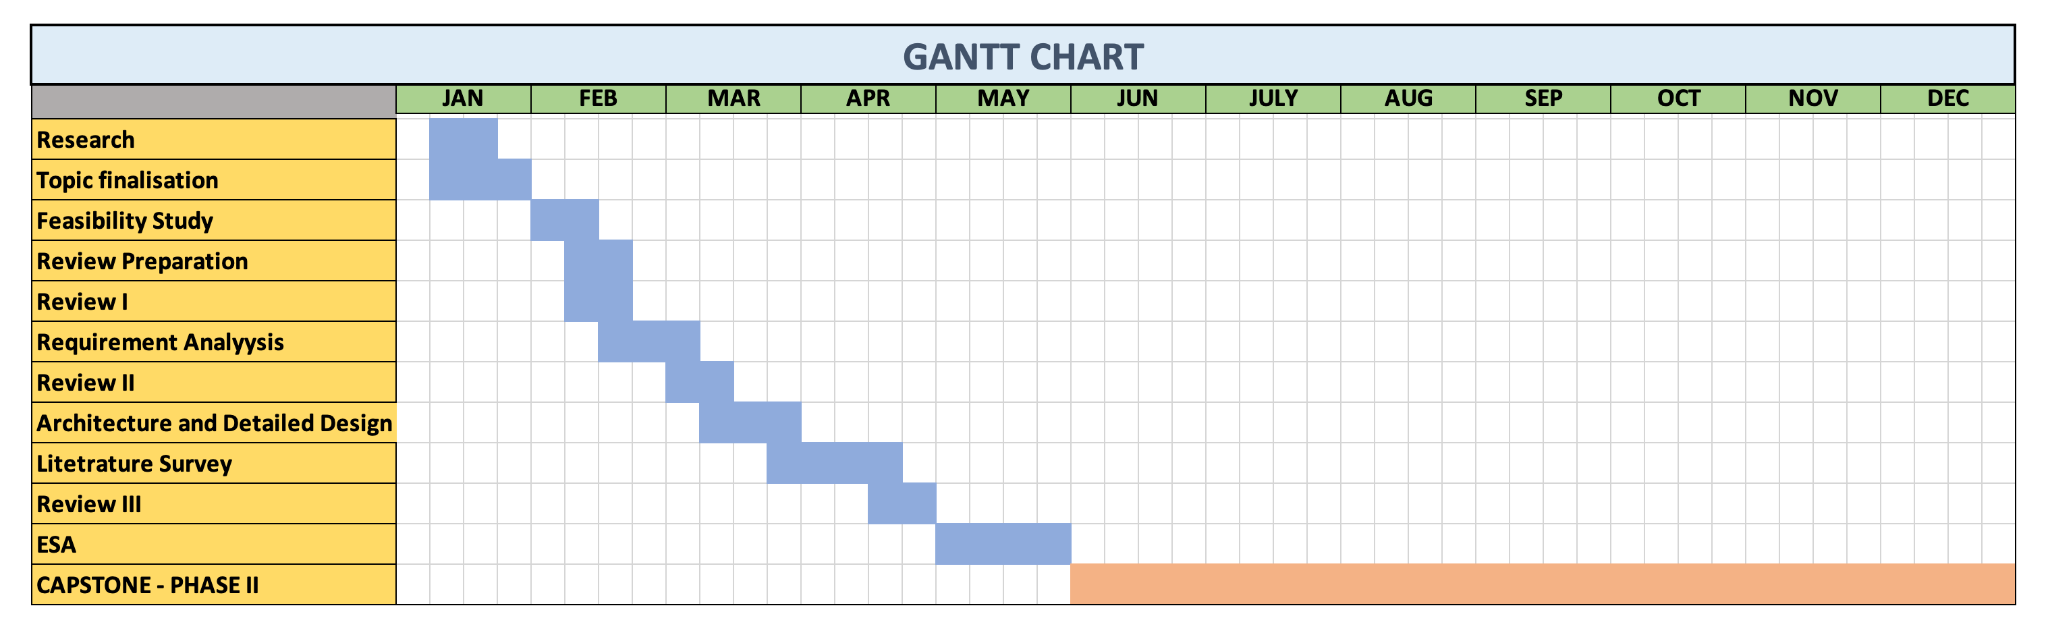 GANTT CHART
JAN FEB MAR APR MAY JUN JULY AUG SEP OCT NOV DEC
Research
Topic finalisation
Feasibility Study
Review Preparation
Review I
Requirement Analyysis
Review II
Architecture and Detailed Design
Litetrature Survey
Review III
ESA
CAPSTONE - PHASE II